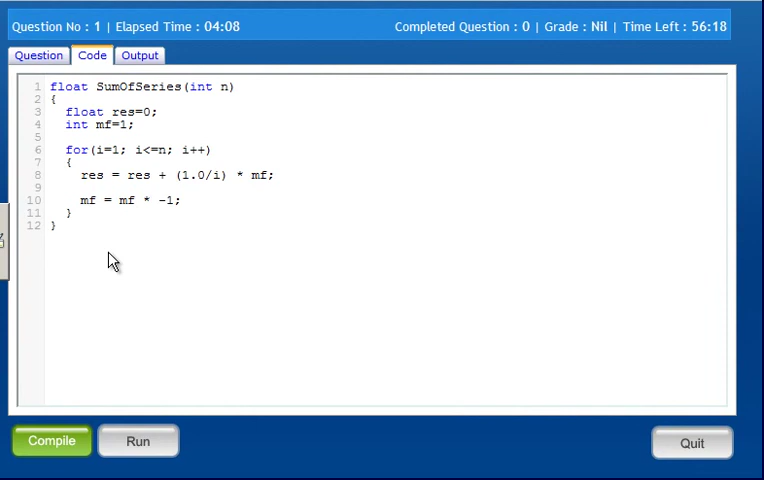 Question No : 1 | Elapsed Time : 04:08
Completed Question : 0 | Grade : Nil | Time Left : 56:18
Question Code Output
1 float SumOfSeries(int n)
2 {
3 float res=0;
4 int mf=1;
5
6 for(i=1; i<=n; i++)
7 {
8 res = res + (1.0/i) * mf;
9
10 mf = mf * -1;
11 }
12 }
Compile Run Quit